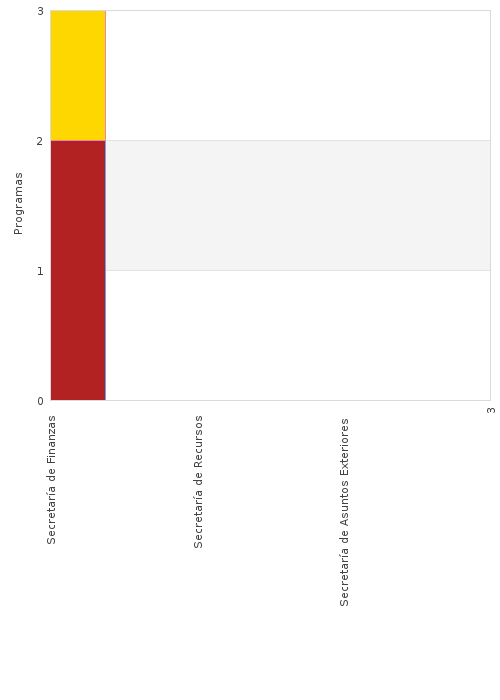 3
2
Programas
1
0
3
Secretaría de Finanzas
Secretaría de Recursos
Secretaría de Asuntos Exteriores